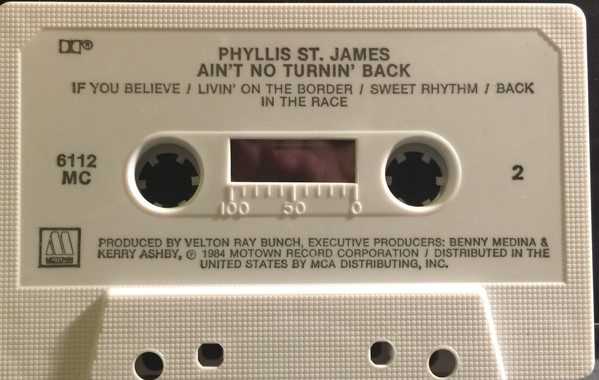 PHYLLIS ST. JAMES
AIN'T NO TURNIN' BACK
IF YOU BELIEVE / LIVIN' ON THE BORDER / SWEET RHYTHM / BACK
IN THE RACE
6112
MC
2
100 50 0
PRODUCED BY VELTON RAY BUNCH, EXECUTIVE PRODUCERS: BENNY MEDINA &
KERRY ASHBY, ℗ 1984 MOTOWN RECORD CORPORATION / DISTRIBUTED IN THE
UNITED STATES BY MCA DISTRIBUTING, INC.